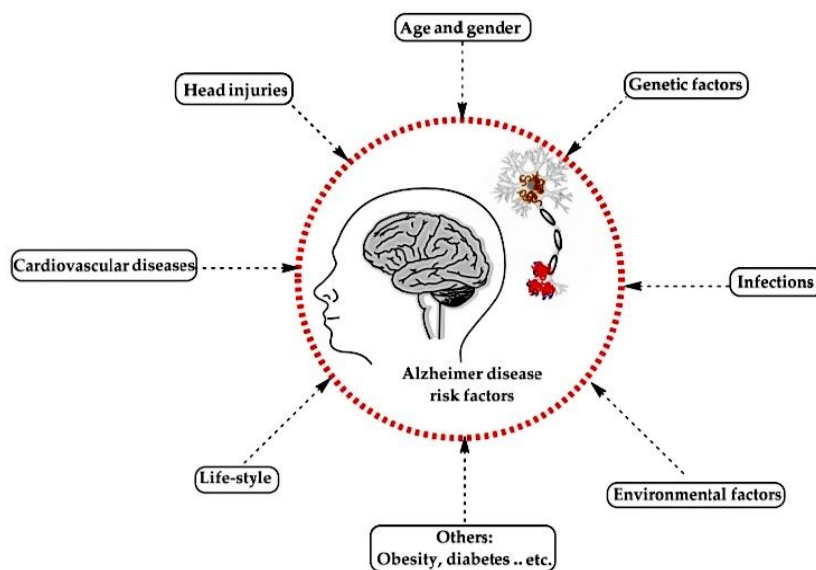 Age and gender
Head injuries
Genetic factors
Cardiovascular diseases
Infections
Alzheimer disease
risk factors
Life-style
Environmental factors
Others:
Obesity, diabetes .. etc.